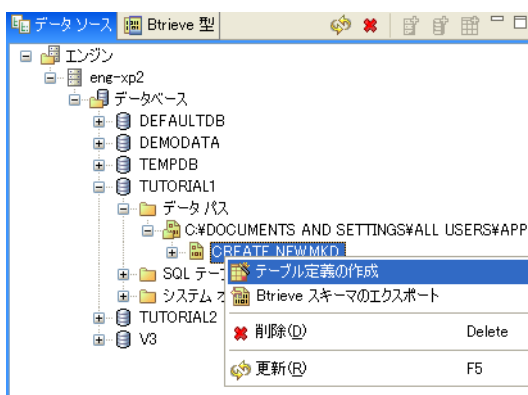 データ ソース Btrieve 型
エンジン
eng-xp2
データベース
DEFAULTDB
DEMODATA
TEMPDB
TUTORIAL1
データ パス
C:¥DOCUMENTS AND SETTINGS¥ALL USERS¥APP
CREATE NEW.MKD
テーブル定義の作成
SQL テー
Btrieve スキーマのエクスポート
システム オ
TUTORIAL2
削除(D) Delete
V3
更新(R) F5